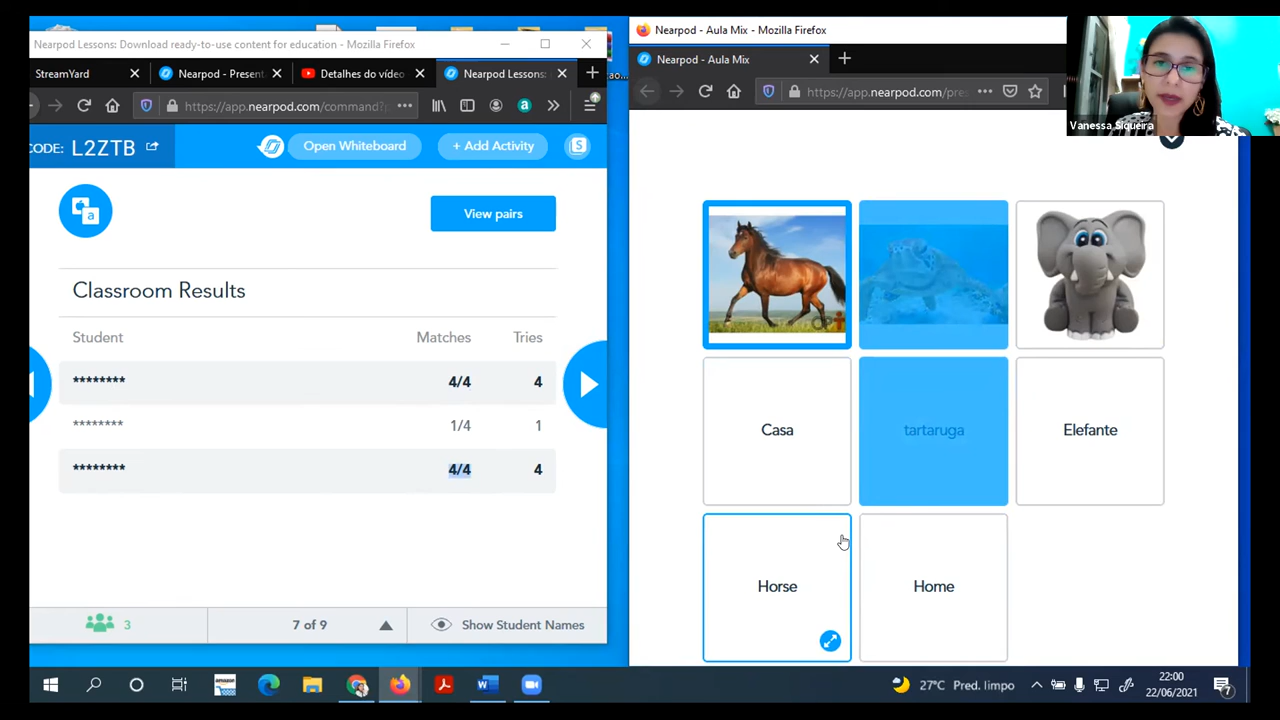 Nearpod Lessons: Download ready-to-use content for education - Mozilla Firefox
StreamYard
Nearpod - Present
Detalhes do vídeo
Nearpod Lessons:
https://app.nearpod.com/command?
CODE: L2ZTB
Open Whiteboard
+ Add Activity
S
a
View pairs
Classroom Results
Student Matches Tries
******** 4/4 4
******** 1/4 1
******** 4/4 4
3
7 of 9
Show Student Names
Nearpod - Aula Mix — Mozilla Firefox
Nearpod - Aula Mix
https://app.nearpod.com/pre
Vanessa Siqueira
Casa
tartaruga
Elefante
Horse
Home
amazon
27°C Pred. limpo
22:00
22/06/2021
7